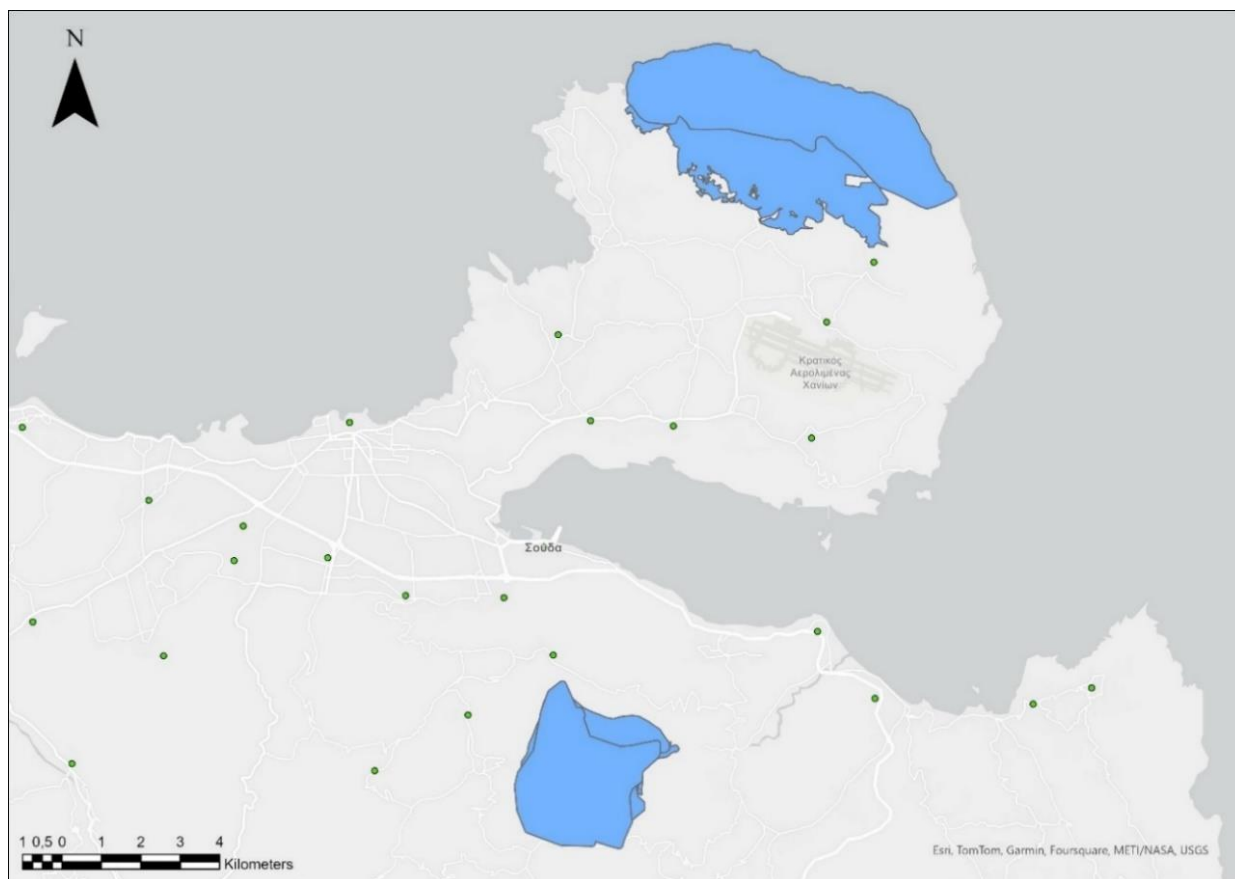 N
Κρατικός
Αερολιμένας
Χανίων
Σούδα
1 0,5 0 1 2 3 4
Kilometers
Esri, TomTom, Garmin, Foursquare, METI/NASA, USGS